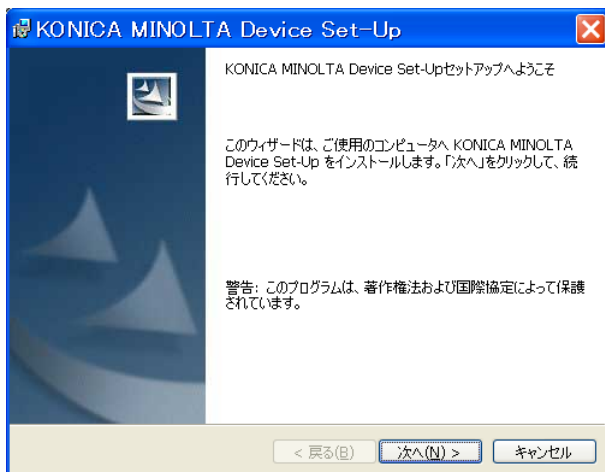 KONICA MINOLTA Device Set-Up
KONICA MINOLTA Device Set-Upセットアップへようこそ
このウィザードは、ご使用のコンピュータへ KONICA MINOLTA
Device Set-Up をインストールします。「次へ」をクリックして、続
行してください。
警告: このプログラムは、著作権法および国際協定によって保護
されています。
< 戻る(B)
次へ(N) >
キャンセル